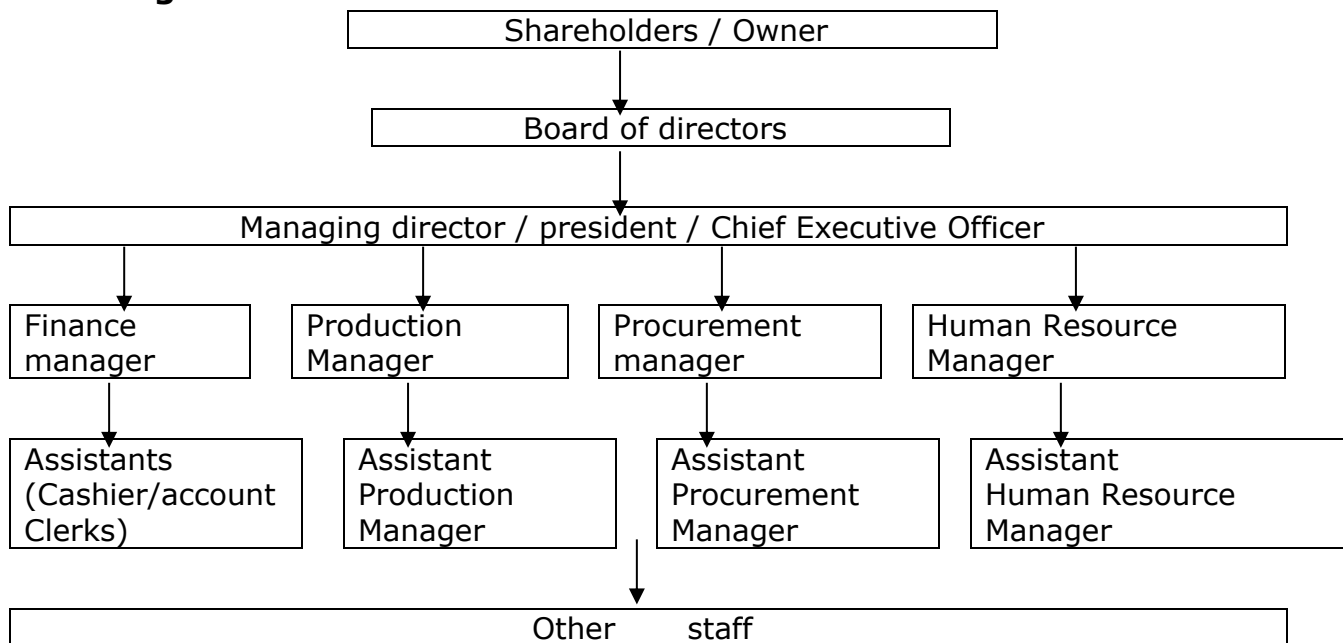 Shareholders / Owner
Board of directors
Managing director / president / Chief Executive Officer
Finance
manager
Production
Manager
Procurement
manager
Human Resource
Manager
Assistants
(Cashier/account
Clerks)
Assistant
Production
Manager
Assistant
Procurement
Manager
Assistant
Human Resource
Manager
Other staff